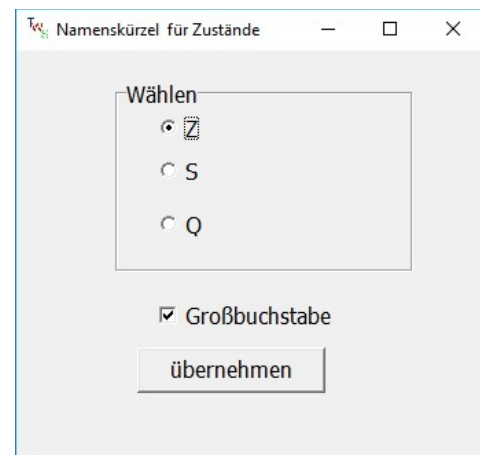 Namenskürzel für Zustände
Wählen
Z
S
Q
Großbuchstabe
übernehmen